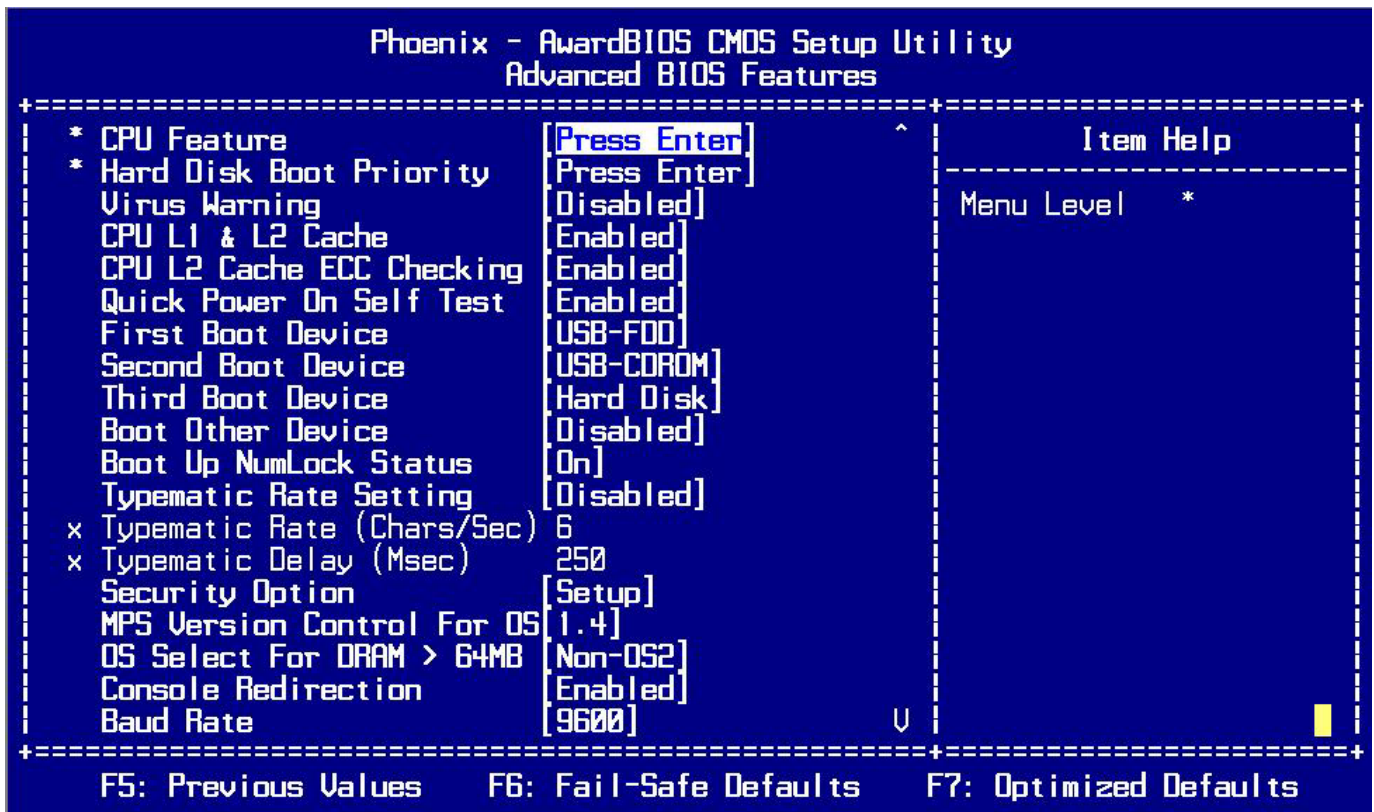 Phoenix - AwardBIOS CMOS Setup Utility
Advanced BIOS Features
* CPU Feature [Press Enter] ^ Item Help
* Hard Disk Boot Priority [Press Enter]
Virus Warning [Disabled] Menu Level *
CPU L1 & L2 Cache [Enabled]
CPU L2 Cache ECC Checking [Enabled]
Quick Power On Self Test [Enabled]
First Boot Device [USB-FDD]
Second Boot Device [USB-CDROM]
Third Boot Device [Hard Disk]
Boot Other Device [Disabled]
Boot Up NumLock Status [On]
Typematic Rate Setting [Disabled]
x Typematic Rate (Chars/Sec) 6
x Typematic Delay (Msec) 250
Security Option [Setup]
MPS Version Control For OS[1.4]
OS Select For DRAM > 64MB [Non-OS2]
Console Redirection [Enabled]
Baud Rate [9600] V
F5: Previous Values F6: Fail-Safe Defaults F7: Optimized Defaults